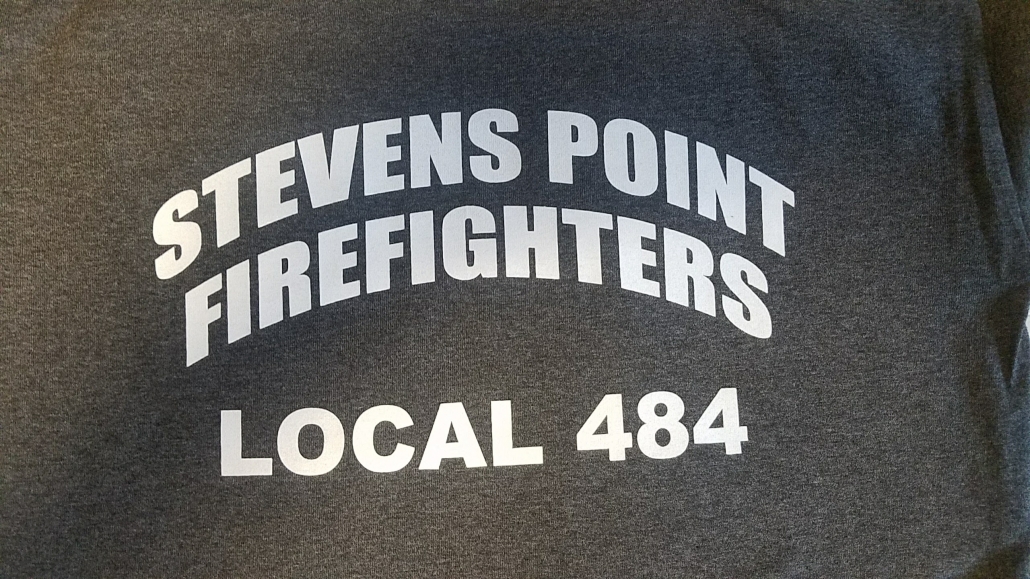 STEVENS POINT
FIREFIGHTERS
LOCAL 484